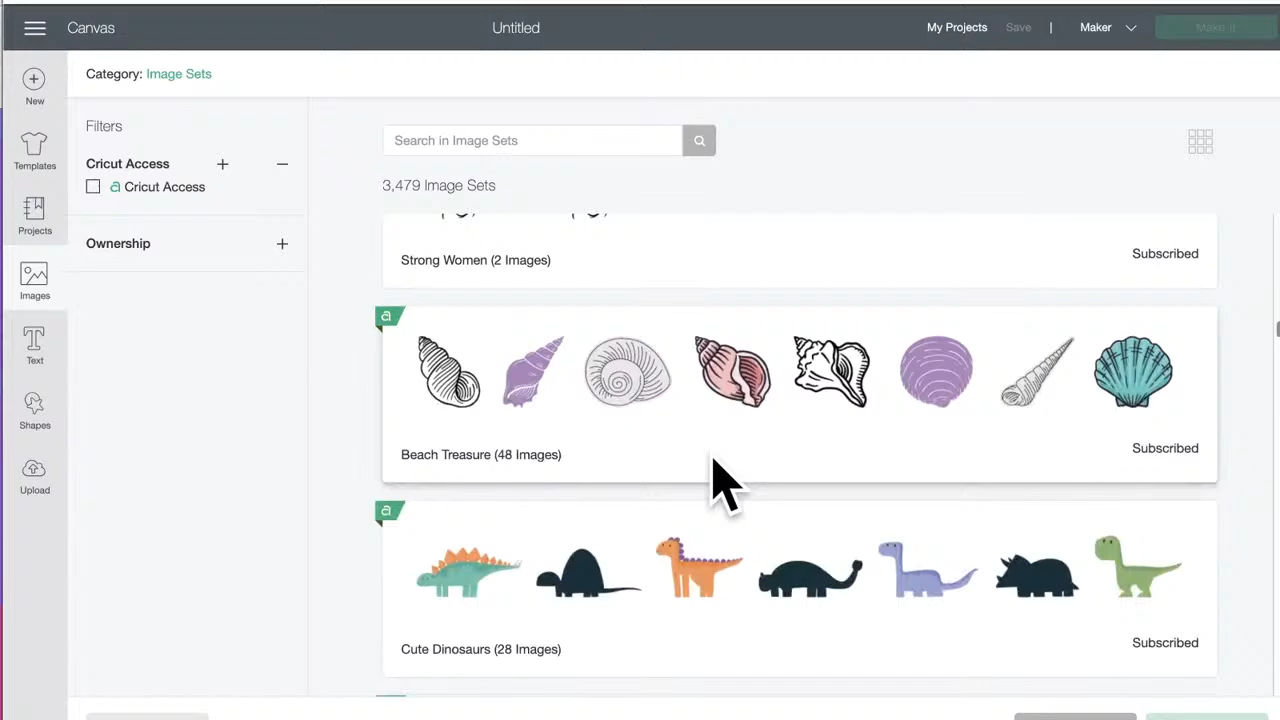 Canvas
Untitled
My Projects
Save
|
Maker
Make It
New
Templates
Projects
Images
Text
Shapes
Upload
Category: Image Sets
Filters
Cricut Access
Cricut Access
Ownership
Search in Image Sets
3,479 Image Sets
Strong Women (2 Images)
Subscribed
Beach Treasure (48 Images)
Subscribed
Cute Dinosaurs (28 Images)
Subscribed